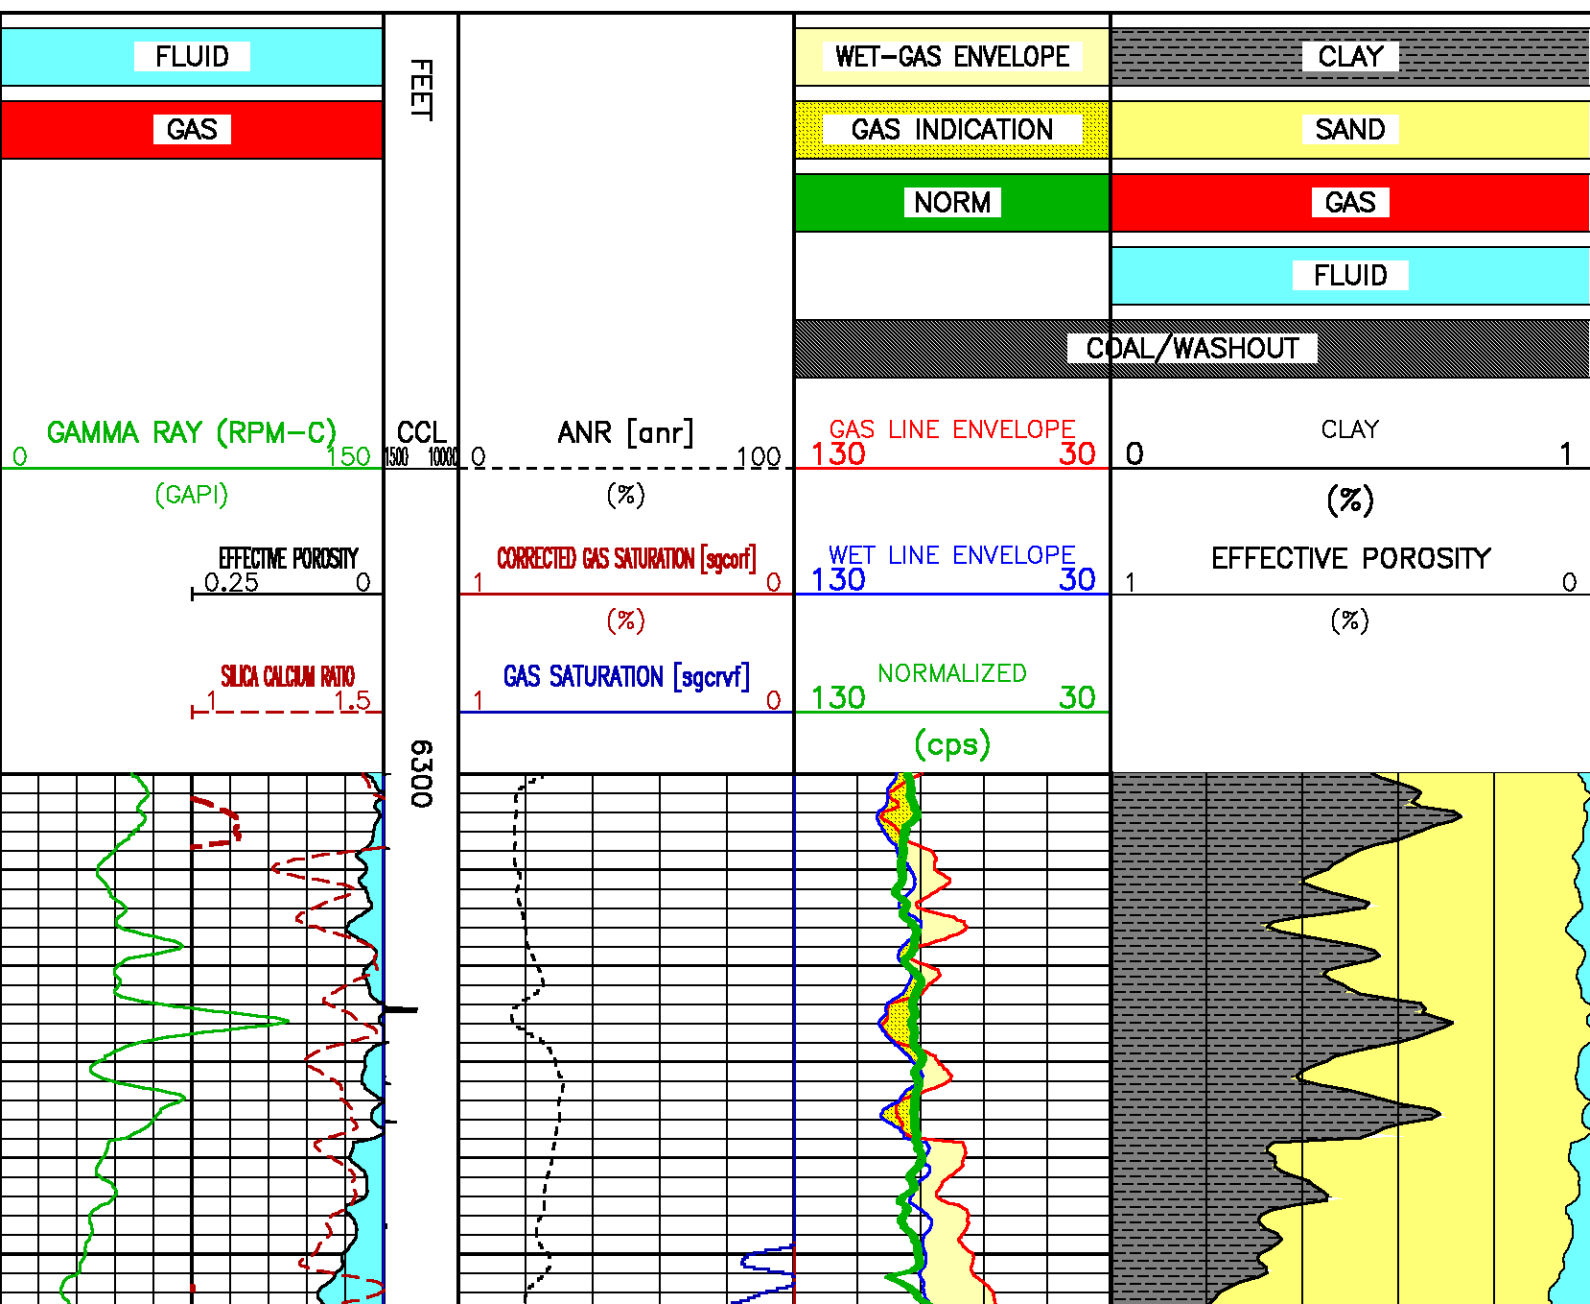 FLUID
GAS
FEET
WET-GAS ENVELOPE
GAS INDICATION
NORM
CLAY
SAND
GAS
FLUID
COAL/WASHOUT
GAMMA RAY (RPM-C)
0 150
(GAPI)
EFFECTIVE POROSITY
0.25 0
SILICA CALCIUM RATIO
1 1.5
CCL
1500 10000
6300
ANR [anr]
0 100
(%)
CORRECTED GAS SATURATION [sgcorf]
1 0
(%)
GAS SATURATION [sgcrvf]
1 0
GAS LINE ENVELOPE
130 30
WET LINE ENVELOPE
130 30
NORMALIZED
130 30
(cps)
CLAY
0 1
(%)
EFFECTIVE POROSITY
1 0
(%)